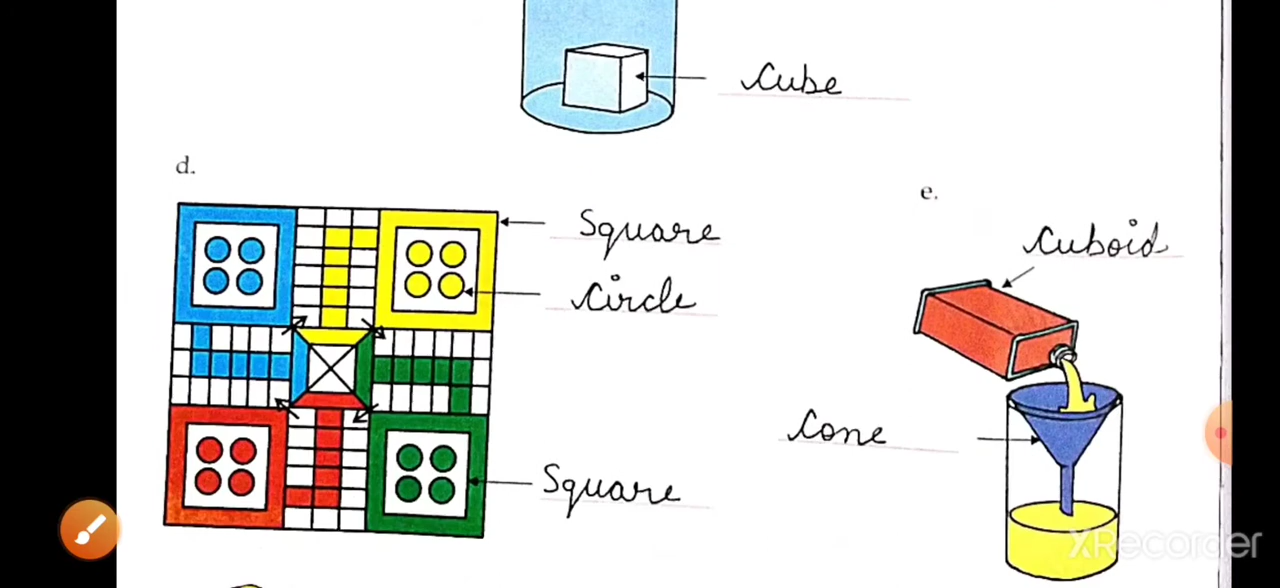 Cube
d.
e.
Square
Cuboid
Circle
Cone
Square
XRecorder